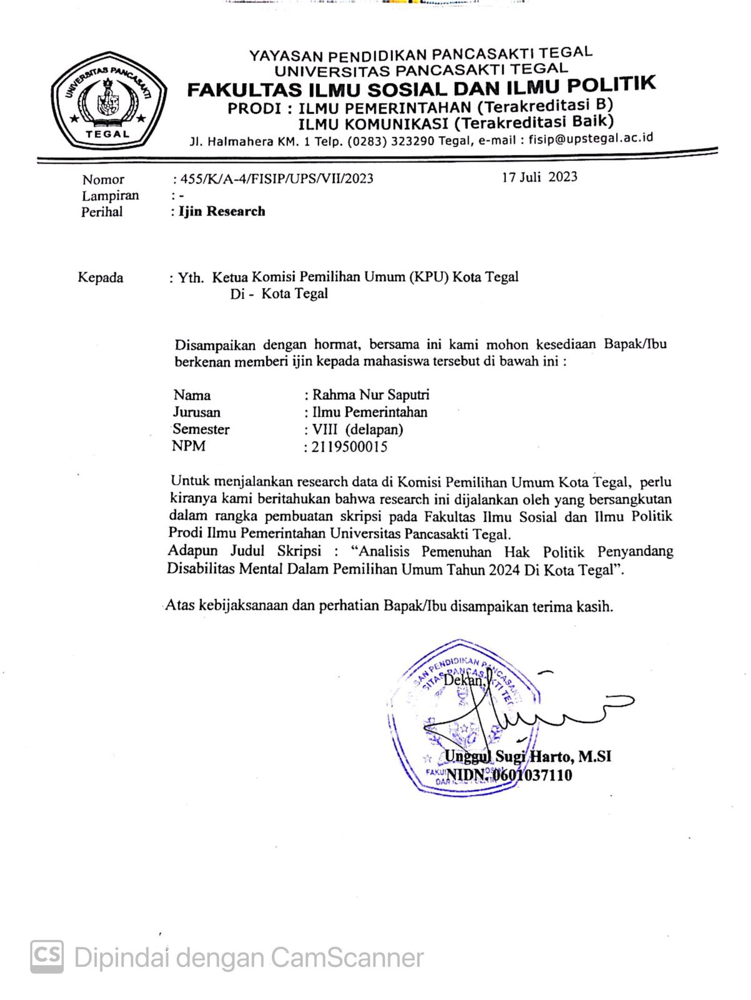 UNIVERSITAS PANCASAKTI
TEGAL
YAYASAN PENDIDIKAN PANCASAKTI TEGAL
UNIVERSITAS PANCASAKTI TEGAL
FAKULTAS ILMU SOSIAL DAN ILMU POLITIK
PRODI : ILMU PEMERINTAHAN (Terakreditasi B)
ILMU KOMUNIKASI (Terakreditasi Baik)
Jl. Halmahera KM. 1 Telp. (0283) 323290 Tegal, e-mail : fisip@upstegal.ac.id
Nomor : 455/K/A-4/FISIP/UPS/VII/2023 17 Juli 2023
Lampiran : -
Perihal : Ijin Research
Kepada : Yth. Ketua Komisi Pemilihan Umum (KPU) Kota Tegal
Di - Kota Tegal
Disampaikan dengan hormat, bersama ini kami mohon kesediaan Bapak/Ibu
berkenan memberi ijin kepada mahasiswa tersebut di bawah ini :
Nama : Rahma Nur Saputri
Jurusan : Ilmu Pemerintahan
Semester : VIII (delapan)
NPM : 2119500015
Untuk menjalankan research data di Komisi Pemilihan Umum Kota Tegal, perlu
kiranya kami beritahukan bahwa research ini dijalankan oleh yang bersangkutan
dalam rangka pembuatan skripsi pada Fakultas Ilmu Sosial dan Ilmu Politik
Prodi Ilmu Pemerintahan Universitas Pancasakti Tegal.
Adapun Judul Skripsi : “Analisis Pemenuhan Hak Politik Penyandang
Disabilitas Mental Dalam Pemilihan Umum Tahun 2024 Di Kota Tegal”.
Atas kebijaksanaan dan perhatian Bapak/Ibu disampaikan terima kasih.
PENDIDIKAN PANCASAKTI
PANCASAKTI TEGAL
Dekan,
Unggul Sugi Harto, M.SI
NIDN. 0601037110
CS Dipindai dengan CamScanner